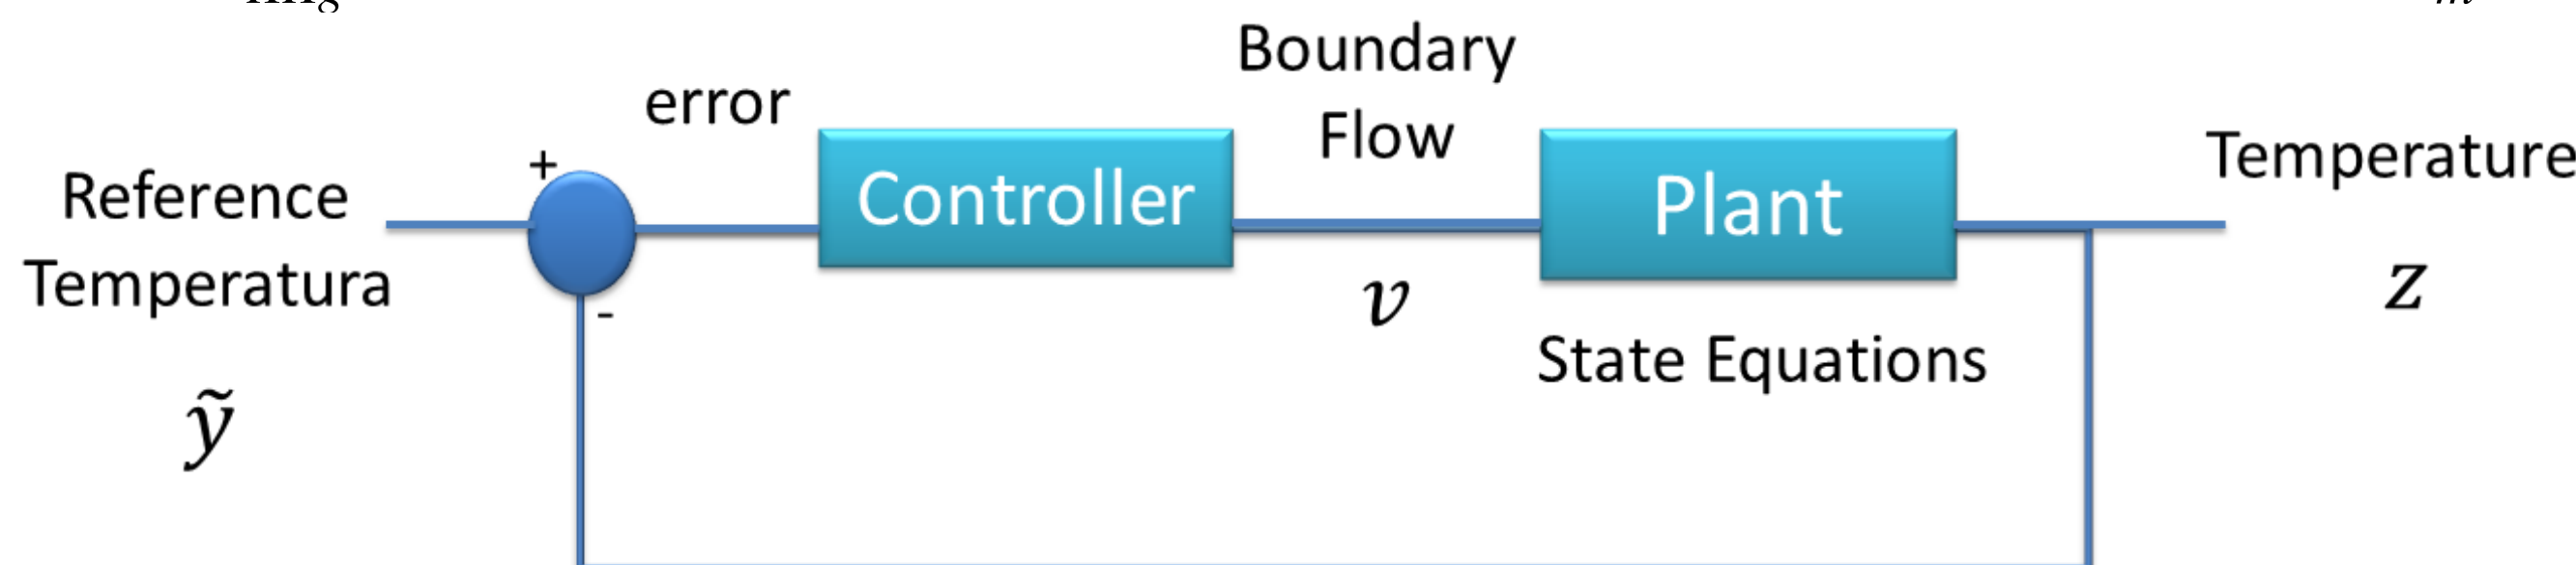 Boundary
Flow
error
Controller
Plant
Temperature
+
Reference
Temperatura
-
v
z
State Equations
ỹ